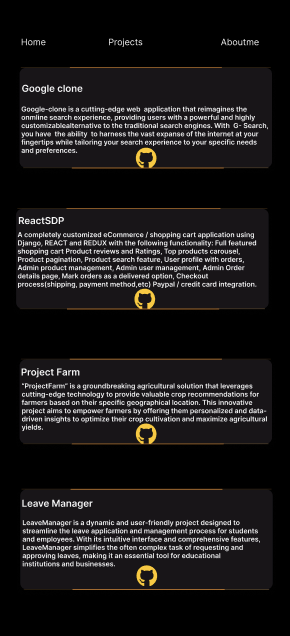 Home Projects Aboutme
Google clone
Google-clone is a cutting-edge web application that reimagines the
onmline search experience, providing users with a powerful and highly
customizablealternative to the traditional search engines. With G- Search,
you have the ability to harness the vast expanse of the internet at your
fingertips while tailoring your search experience to your specific needs
and preferences.
ReactSDP
A completely customized eCommerce / shopping cart application using
Django, REACT and REDUX with the following functionality: Full featured
shopping cart Product reviews and Ratings, Top products carousel,
Product pagination, Product search feature, User profile with orders,
Admin product management, Admin user management, Admin Order
details page, Mark orders as a delivered option, Checkout
process(shipping, payment method,etc) Paypal / credit card integration.
Project Farm
"ProjectFarm" is a groundbreaking agricultural solution that leverages
cutting-edge technology to provide valuable crop recommendations for
farmers based on their specific geographical location. This innovative
project aims to empower farmers by offering them personalized and data-
driven insights to optimize their crop cultivation and maximize agricultural
yields.
Leave Manager
LeaveManager is a dynamic and user-friendly project designed to
streamline the leave application and management process for students
and employees. With its intuitive interface and comprehensive features,
LeaveManager simplifies the often complex task of requesting and
approving leaves, making it an essential tool for educational
institutions and businesses.